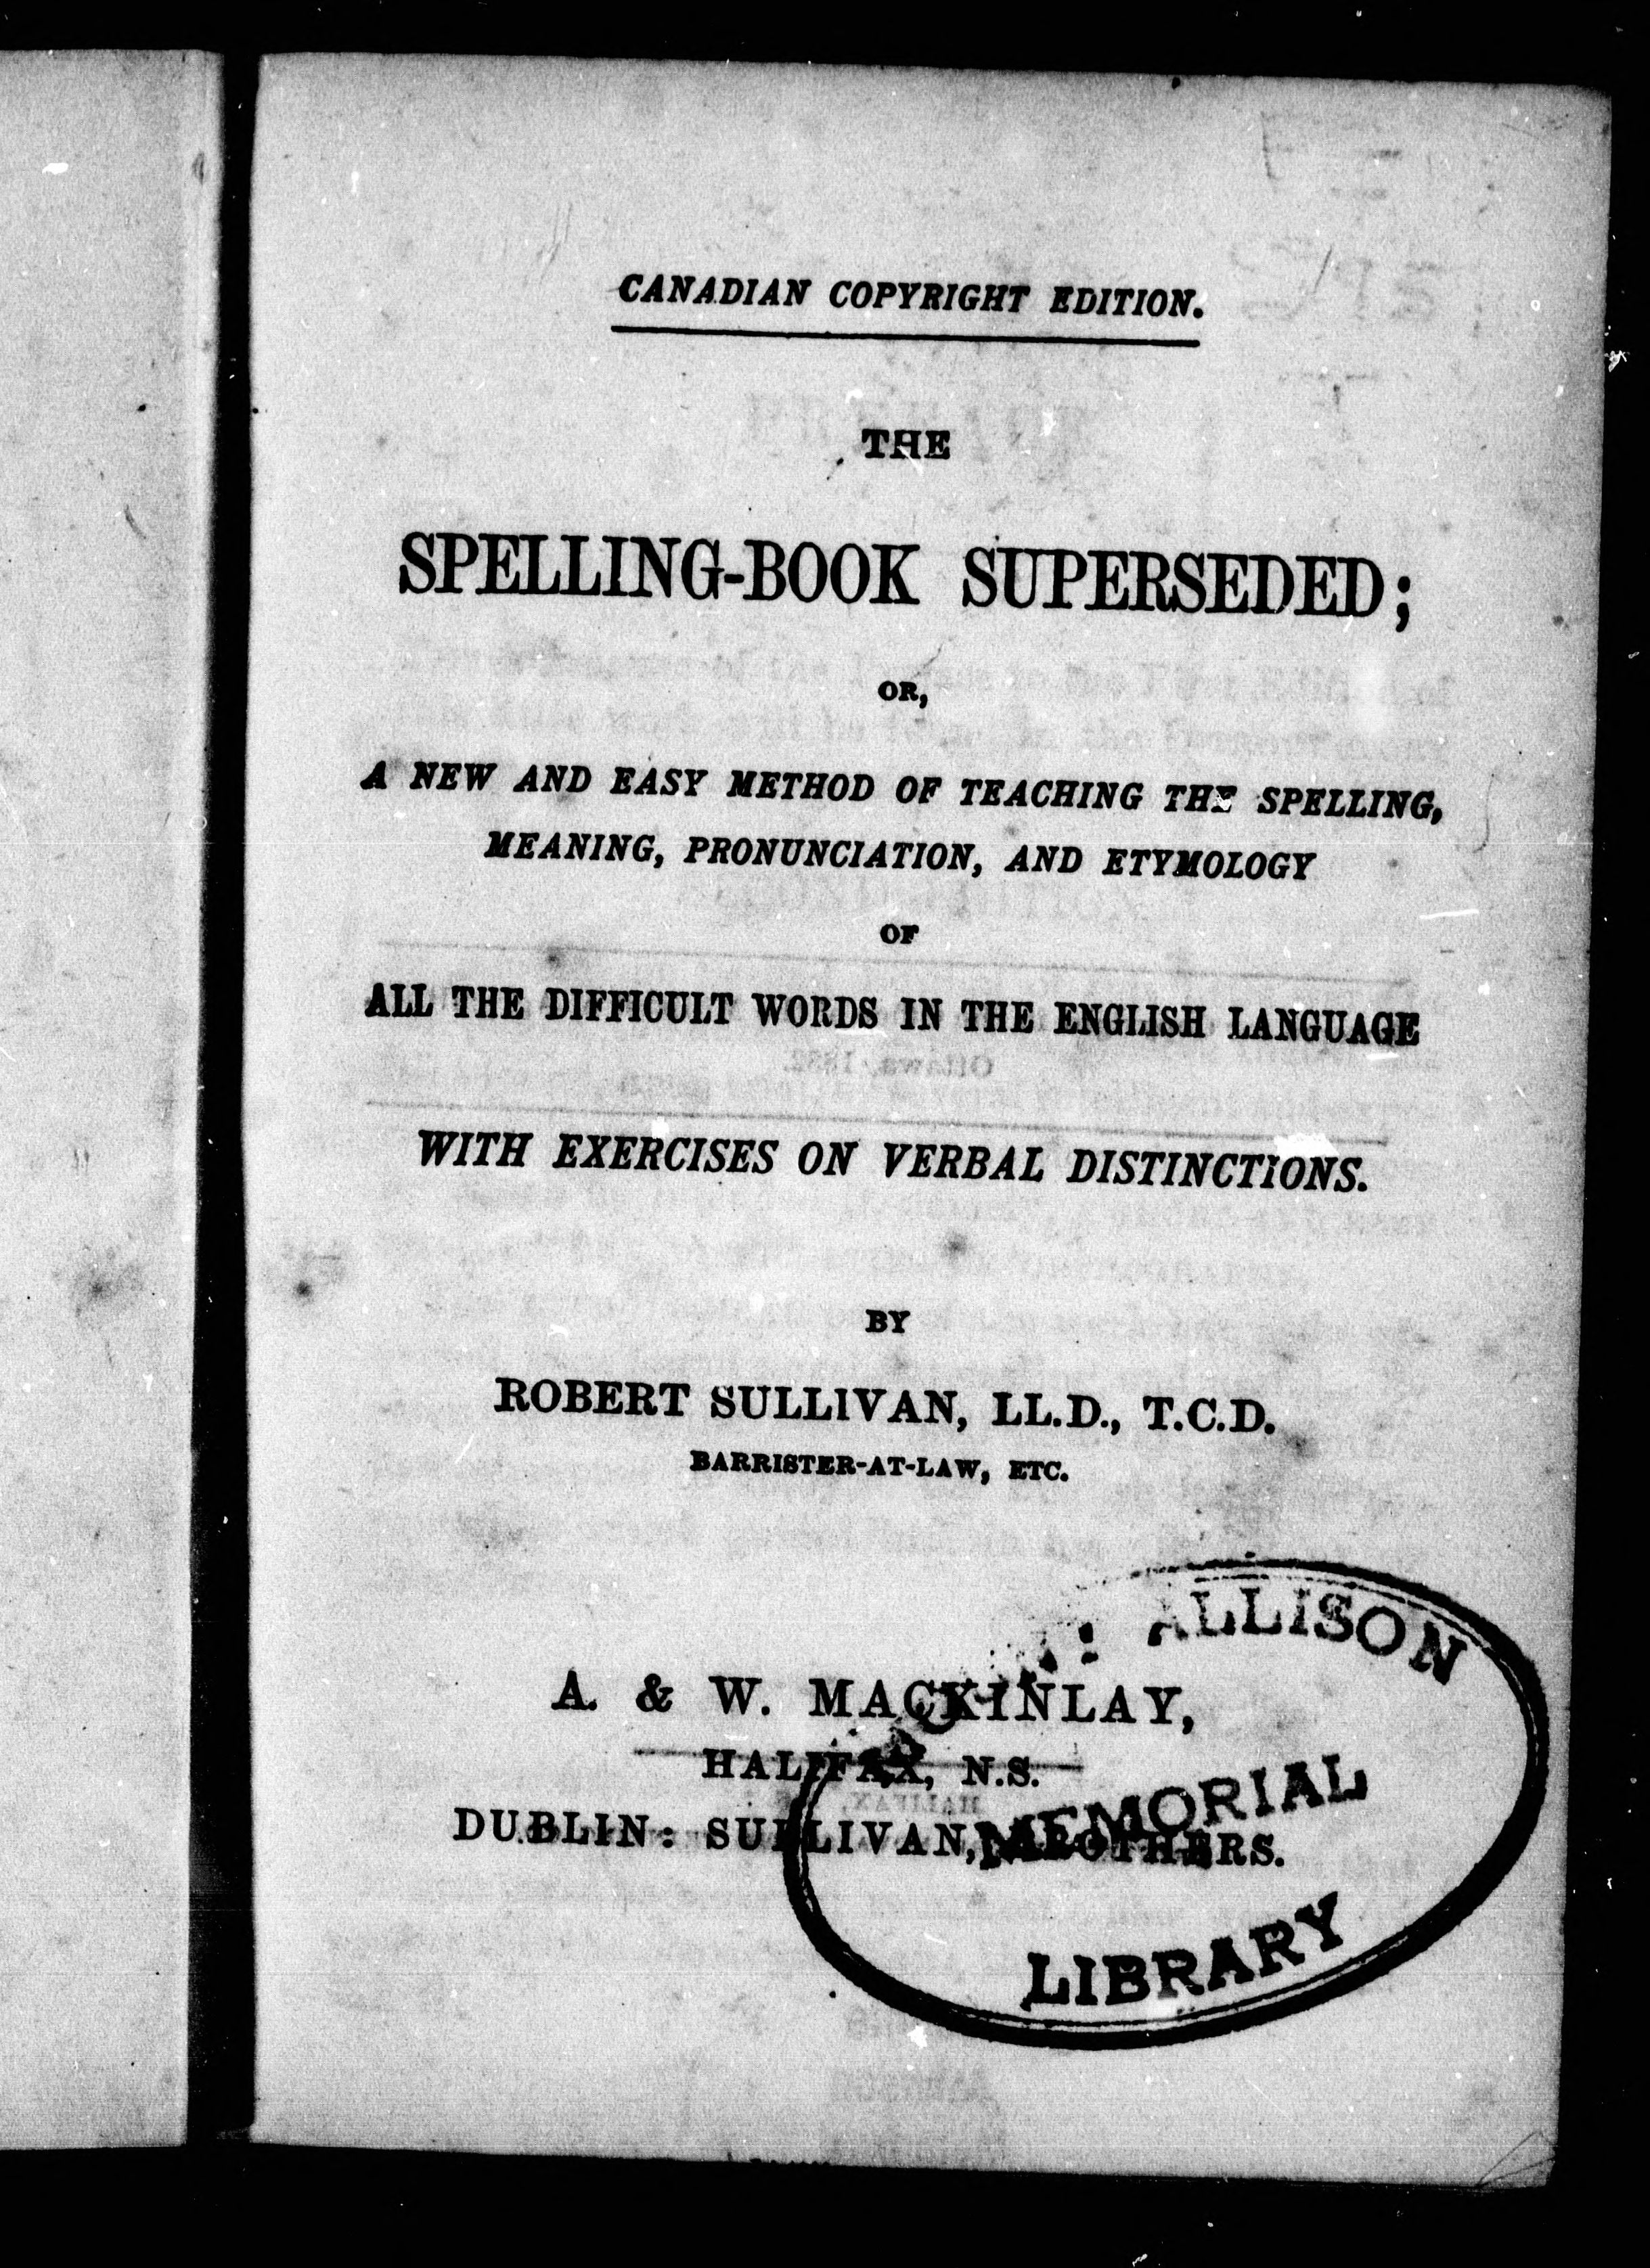 CANADIAN COPYRIGHT EDITION.
THE
SPELLING-BOOK SUPERSEDED;
OR,
A NEW AND EASY METHOD OF TEACHING THE SPELLING,
MEANING, PRONUNCIATION, AND ETYMOLOGY
OF
ALL THE DIFFICULT WORDS IN THE ENGLISH LANGUAGE
WITH EXERCISES ON VERBAL DISTINCTIONS.
BY
ROBERT SULLIVAN, LL.D., T.C.D.
BARRISTER-AT-LAW, ETC.
A. & W. MACKINLAY,
HALIFAX, N.S.
DUBLIN: SULLIVAN, BROTHERS.
ALLISON
MEMORIAL
LIBRARY